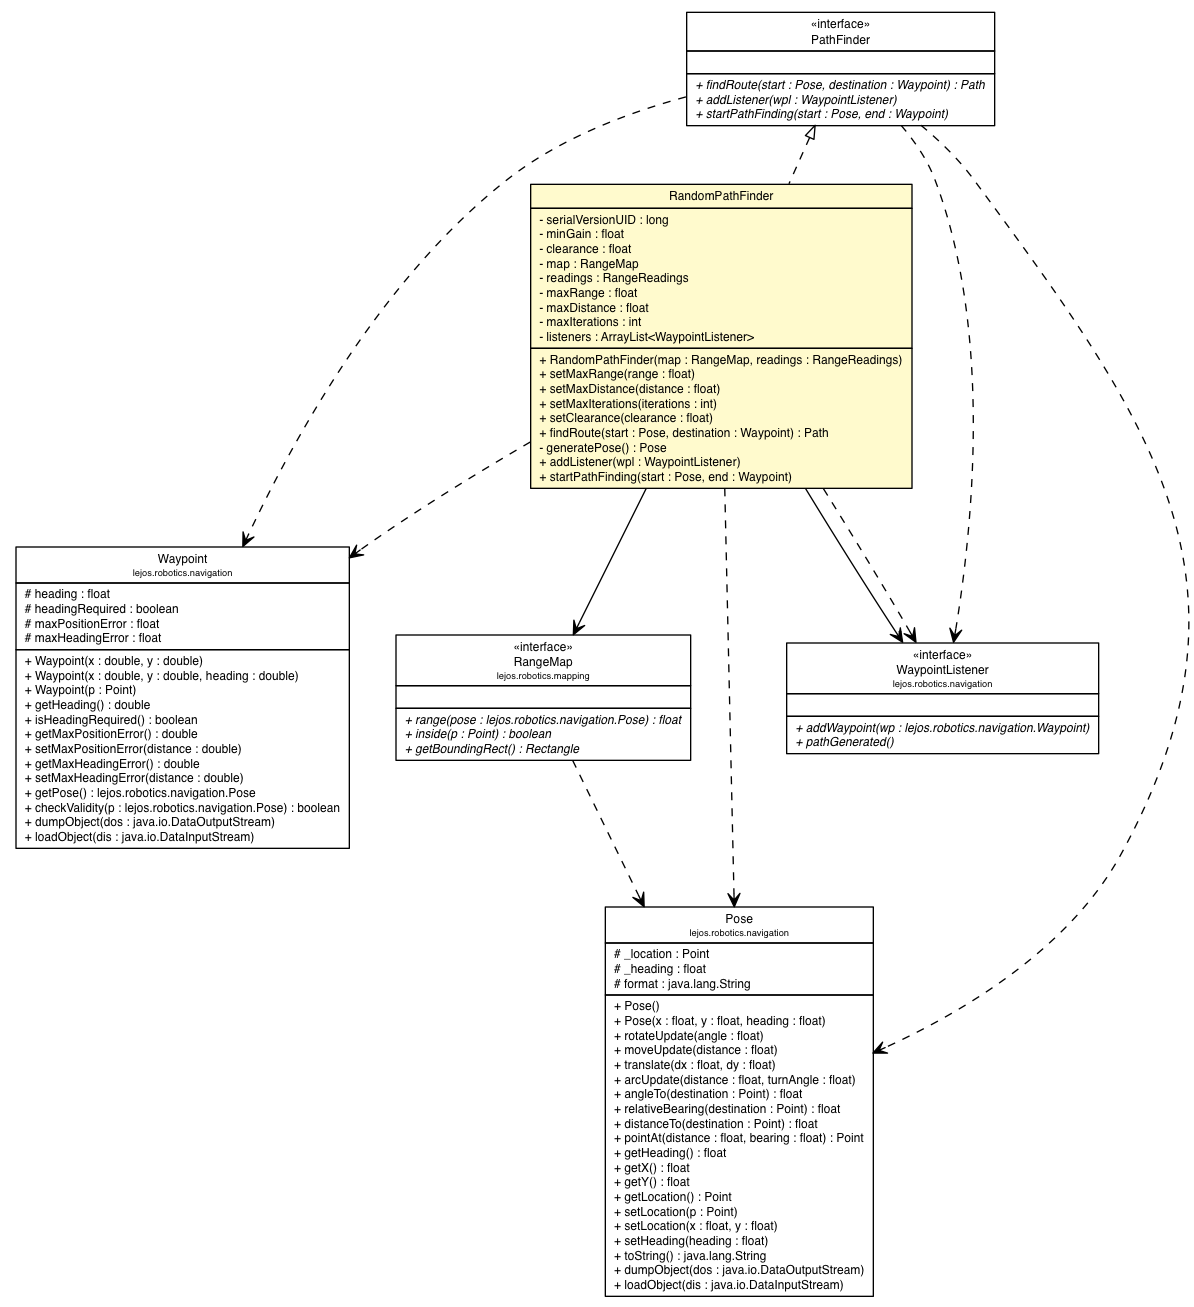 «interface»
PathFinder
+ findRoute(start : Pose, destination : Waypoint) : Path
+ addListener(wpl : WaypointListener)
+ startPathFinding(start : Pose, end : Waypoint)
RandomPathFinder
- serialVersionUID : long
- minGain : float
- clearance : float
- map : RangeMap
- readings : RangeReadings
- maxRange : float
- maxDistance : float
- maxIterations : int
- listeners : ArrayList<WaypointListener>
+ RandomPathFinder(map : RangeMap, readings : RangeReadings)
+ setMaxRange(range : float)
+ setMaxDistance(distance : float)
+ setMaxIterations(iterations : int)
+ setClearance(clearance : float)
+ findRoute(start : Pose, destination : Waypoint) : Path
- generatePose() : Pose
+ addListener(wpl : WaypointListener)
+ startPathFinding(start : Pose, end : Waypoint)
Waypoint
lejos.robotics.navigation
# heading : float
# headingRequired : boolean
# maxPositionError : float
# maxHeadingError : float
+ Waypoint(x : double, y : double)
+ Waypoint(x : double, y : double, heading : double)
+ Waypoint(p : Point)
+ getHeading() : double
+ isHeadingRequired() : boolean
+ getMaxPositionError() : double
+ setMaxPositionError(distance : double)
+ getMaxHeadingError() : double
+ setMaxHeadingError(distance : double)
+ getPose() : lejos.robotics.navigation.Pose
+ checkValidity(p : lejos.robotics.navigation.Pose) : boolean
+ dumpObject(dos : java.io.DataOutputStream)
+ loadObject(dis : java.io.DataInputStream)
«interface»
RangeMap
lejos.robotics.mapping
+ range(pose : lejos.robotics.navigation.Pose) : float
+ inside(p : Point) : boolean
+ getBoundingRect() : Rectangle
«interface»
WaypointListener
lejos.robotics.navigation
+ addWaypoint(wp : lejos.robotics.navigation.Waypoint)
+ pathGenerated()
Pose
lejos.robotics.navigation
# _location : Point
# _heading : float
# format : java.lang.String
+ Pose()
+ Pose(x : float, y : float, heading : float)
+ rotateUpdate(angle : float)
+ moveUpdate(distance : float)
+ translate(dx : float, dy : float)
+ arcUpdate(distance : float, turnAngle : float)
+ angleTo(destination : Point) : float
+ relativeBearing(destination : Point) : float
+ distanceTo(destination : Point) : float
+ pointAt(distance : float, bearing : float) : Point
+ getHeading() : float
+ getX() : float
+ getY() : float
+ getLocation() : Point
+ setLocation(p : Point)
+ setLocation(x : float, y : float)
+ setHeading(heading : float)
+ toString() : java.lang.String
+ dumpObject(dos : java.io.DataOutputStream)
+ loadObject(dis : java.io.DataInputStream)